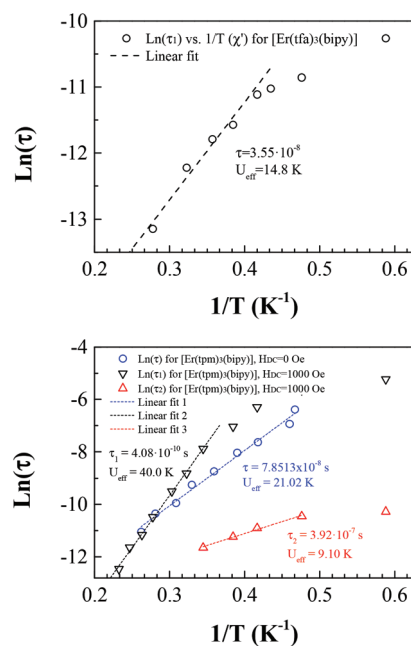 Ln(τ1) vs. 1/T (χ') for [Er(tfa)3(bipy)]
Linear fit
τ=3.55·10-8
Ueff=14.8 K
Ln(τ)
-10
-11
-12
-13
0.2
0.3
0.4
0.5
0.6
1/T (K-1)
Ln(τ) for [Er(tpm)3(bipy)], HDC=0 Oe
Ln(τ1) for [Er(tpm)3(bipy)], HDC=1000 Oe
Ln(τ2) for [Er(tpm)3(bipy)], HDC=1000 Oe
Linear fit 1
Linear fit 2
Linear fit 3
τ1=4.08·10-10 s
Ueff=40.0 K
τ = 7.8513x10-8 s
Ueff=21.02 K
τ2=3.92·10-7 s
Ueff=9.10 K
Ln(τ)
-4
-6
-8
-10
-12
0.2
0.3
0.4
0.5
0.6
1/T (K-1)